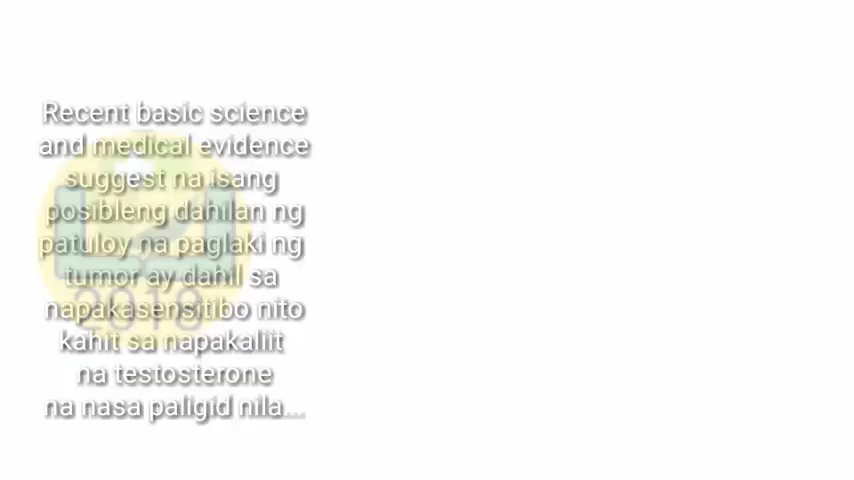 Recent basic science
and medical evidence
suggest na isang
posibleng dahilan ng
patuloy na paglaki ng
tumor ay dahil sa
napakasensitibo nito
kahit sa napakaliit
na testosterone
na nasa paligid nila...
2018